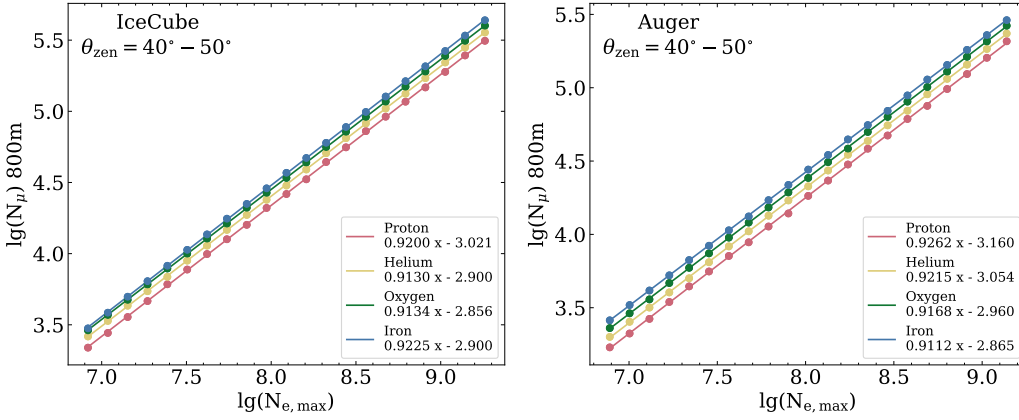 IceCube
θzen = 40° − 50°
lg(Nμ) 800m
5.5
5.0
4.5
4.0
3.5
Proton
0.9200 x - 3.021
Helium
0.9130 x - 2.900
Oxygen
0.9134 x - 2.856
Iron
0.9225 x - 2.900
7.0 7.5 8.0 8.5 9.0
lg(Ne, max)
Auger
θzen = 40° − 50°
lg(Nμ) 800m
5.5
5.0
4.5
4.0
3.5
Proton
0.9262 x - 3.160
Helium
0.9215 x - 3.054
Oxygen
0.9168 x - 2.960
Iron
0.9112 x - 2.865
7.0 7.5 8.0 8.5 9.0
lg(Ne, max)